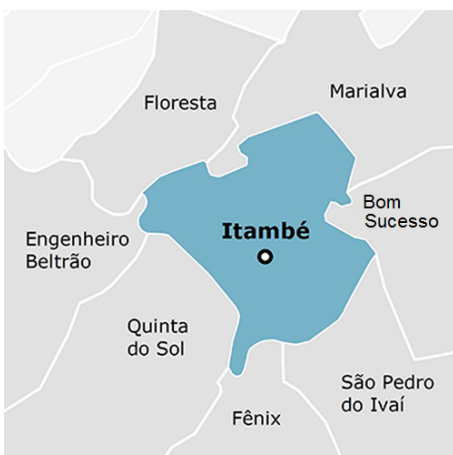 Marialva
Floresta
Bom
Sucesso
Itambé
Engenheiro
Beltrão
Quinta
do Sol
São Pedro
do Ivaí
Fênix